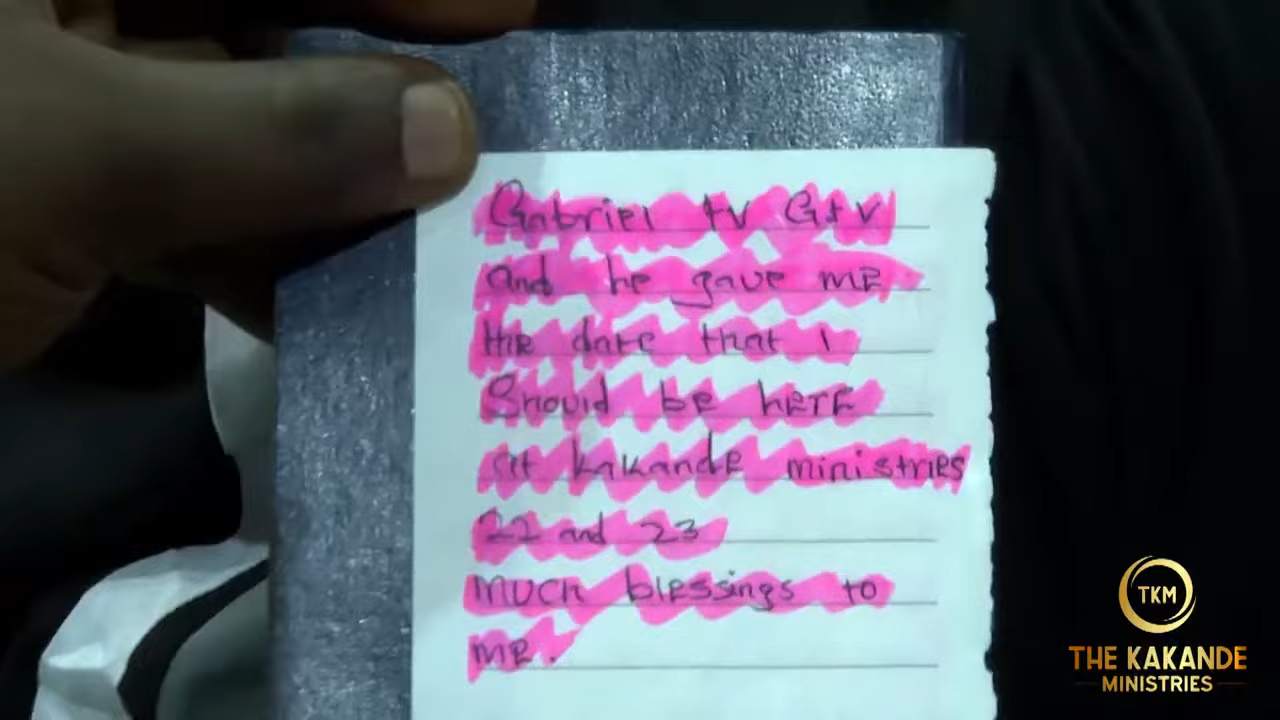 Gabriel tv Gtv
and he gave me
the date that I
Should be here
at kakande ministries
22 and 23
much blessings to
me.
TKM
THE KAKANDE
MINISTRIES